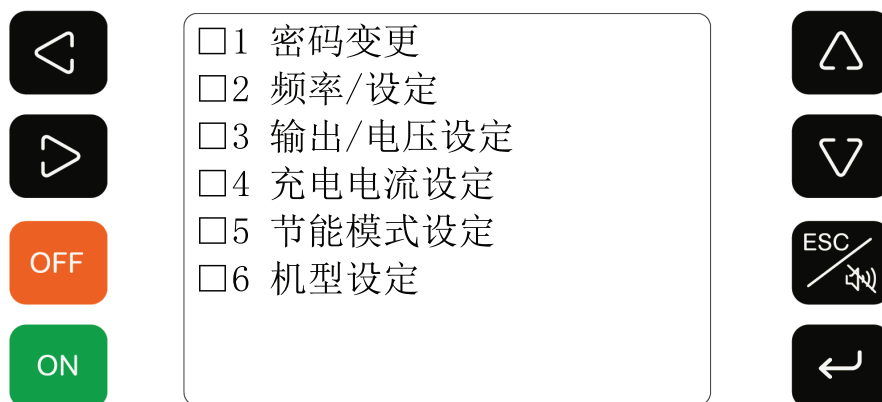 □1 密码变更
□2 频率/设定
□3 输出/电压设定
□4 充电电流设定
□5 节能模式设定
□6 机型设定
OFF
ON
ESC